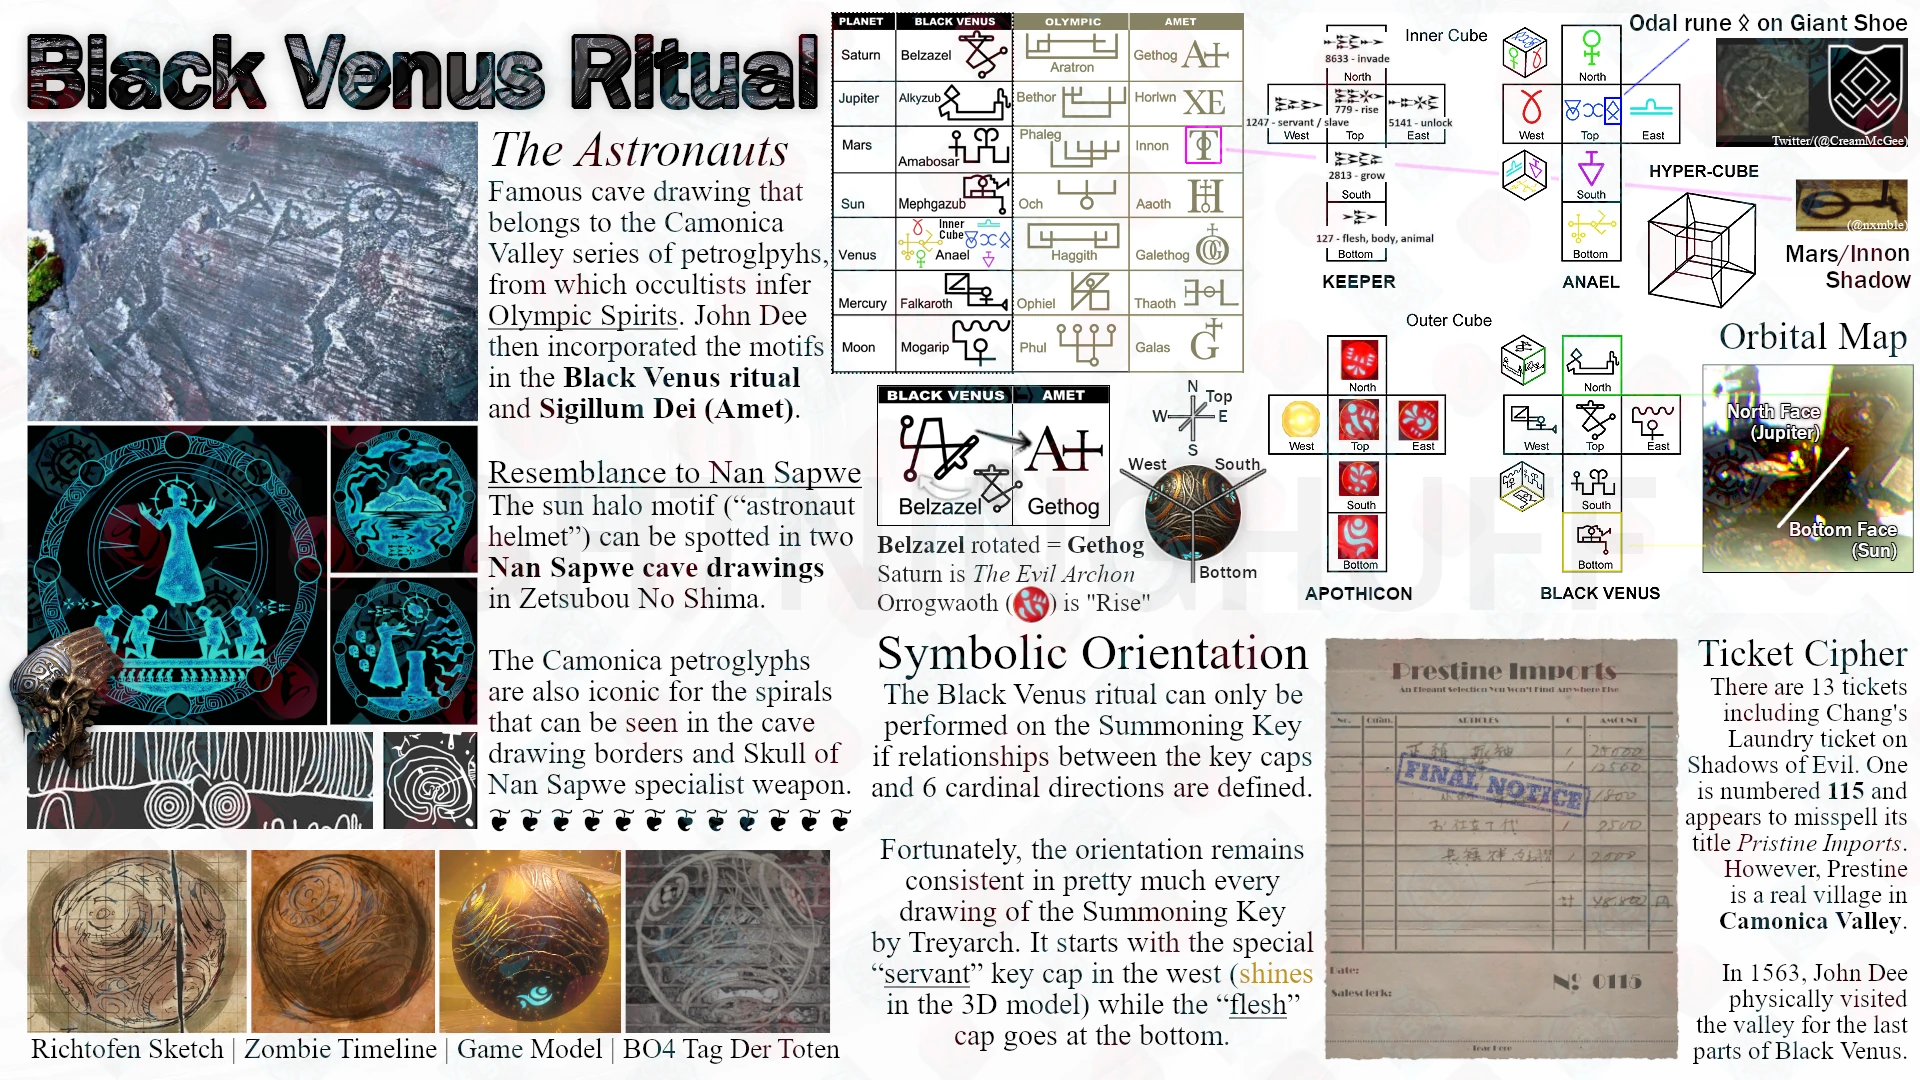 Black Venus Ritual
The Astronauts
Famous cave drawing that
belongs to the Camonica
Valley series of petroglpyhs,
from which occultists infer
Olympic Spirits. John Dee
then incorporated the motifs
in the Black Venus ritual
and Sigillum Dei (Amet).
Resemblance to Nan Sapwe
The sun halo motif (“astronaut
helmet”) can be spotted in two
Nan Sapwe cave drawings
in Zetsubou No Shima.
The Camonica petroglyphs
are also iconic for the spirals
that can be seen in the cave
drawing borders and Skull of
Nan Sapwe specialist weapon.
Richtofen Sketch | Zombie Timeline | Game Model | BO4 Tag Der Toten
PLANET BLACK VENUS OLYMPIC AMET
Saturn Belzazel Aratron Gethog A+
Jupiter Alkyzub Bethor Horlwn XE
Mars Amabosar Phaleg Innon T
Sun Mephgazub Och Aaoth H
Venus Inner Cube Anael Haggith Galethog
Mercury Falkaroth Ophiel Thaoth
Moon Mogarip Phul Galas G
BLACK VENUS AMET
Belzazel Gethog
Belzazel rotated = Gethog
Saturn is The Evil Archon
Orrogwaoth ( ) is "Rise"
N
Top
W E
S
West South
Bottom
Symbolic Orientation
The Black Venus ritual can only be
performed on the Summoning Key
if relationships between the key caps
and 6 cardinal directions are defined.
Fortunately, the orientation remains
consistent in pretty much every
drawing of the Summoning Key
by Treyarch. It starts with the special
“servant” key cap in the west (shines
in the 3D model) while the “flesh”
cap goes at the bottom.
Inner Cube
8633 - invade
North
779 - rise
1247 - servant / slave
5141 - unlock
West Top East
2813 - grow
South
127 - flesh, body, animal
Bottom
KEEPER
North
West Top East
South
Bottom
ANAEL
Odal rune ◊ on Giant Shoe
Twitter/(@CreamMcGee)
HYPER-CUBE
(@nxmble)
Mars/Innon
Shadow
Outer Cube
North
West Top East
South
Bottom
APOTHICON
North
West Top East
South
Bottom
BLACK VENUS
Orbital Map
North Face
(Jupiter)
Bottom Face
(Sun)
Prestine Imports
An Elegant Selection You Won't Find Anywhere Else
No. Quan. ARTICLES ¢ AMOUNT
FINAL NOTICE
Date:
Salesclerk:
Nº 0115
Tear Here
Ticket Cipher
There are 13 tickets
including Chang's
Laundry ticket on
Shadows of Evil. One
is numbered 115 and
appears to misspell its
title Pristine Imports.
However, Prestine
is a real village in
Camonica Valley.
In 1563, John Dee
physically visited
the valley for the last
parts of Black Venus.